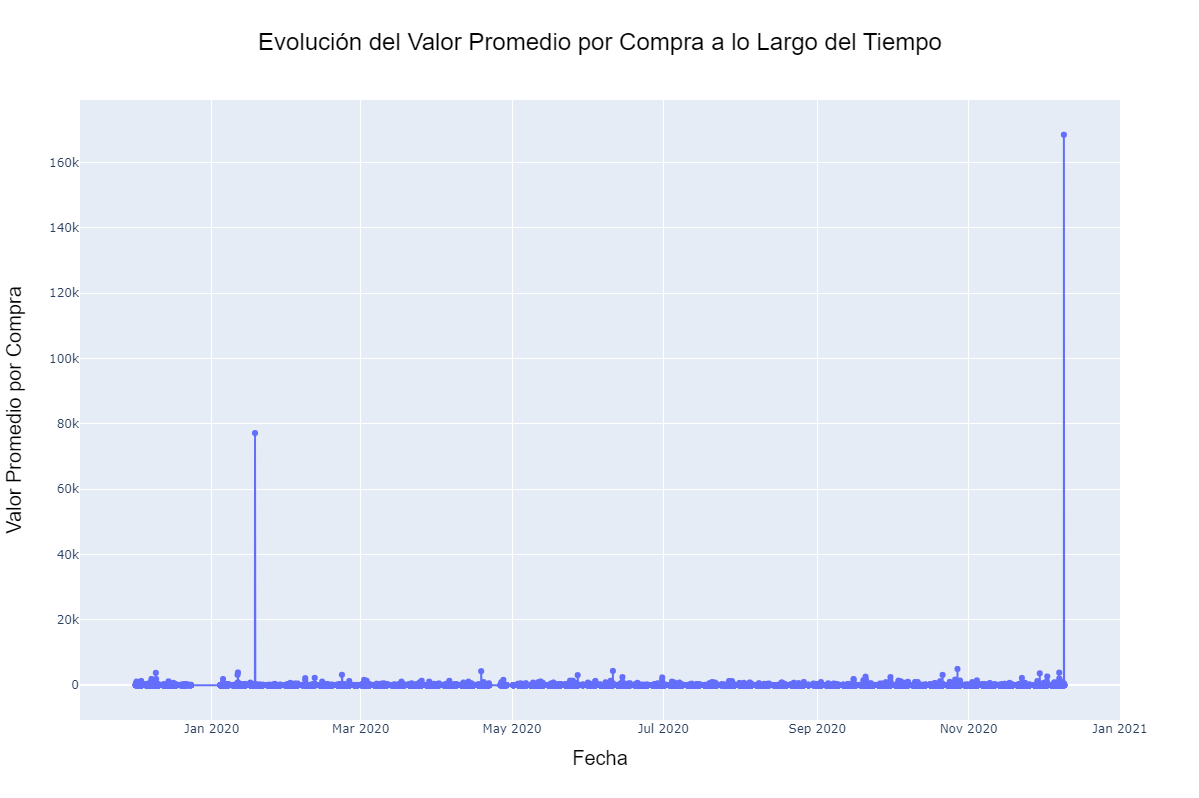 Evolución del Valor Promedio por Compra a lo Largo del Tiempo
Valor Promedio por Compra
160k
140k
120k
100k
80k
60k
40k
20k
0
Jan 2020
Mar 2020
May 2020
Jul 2020
Sep 2020
Nov 2020
Jan 2021
Fecha